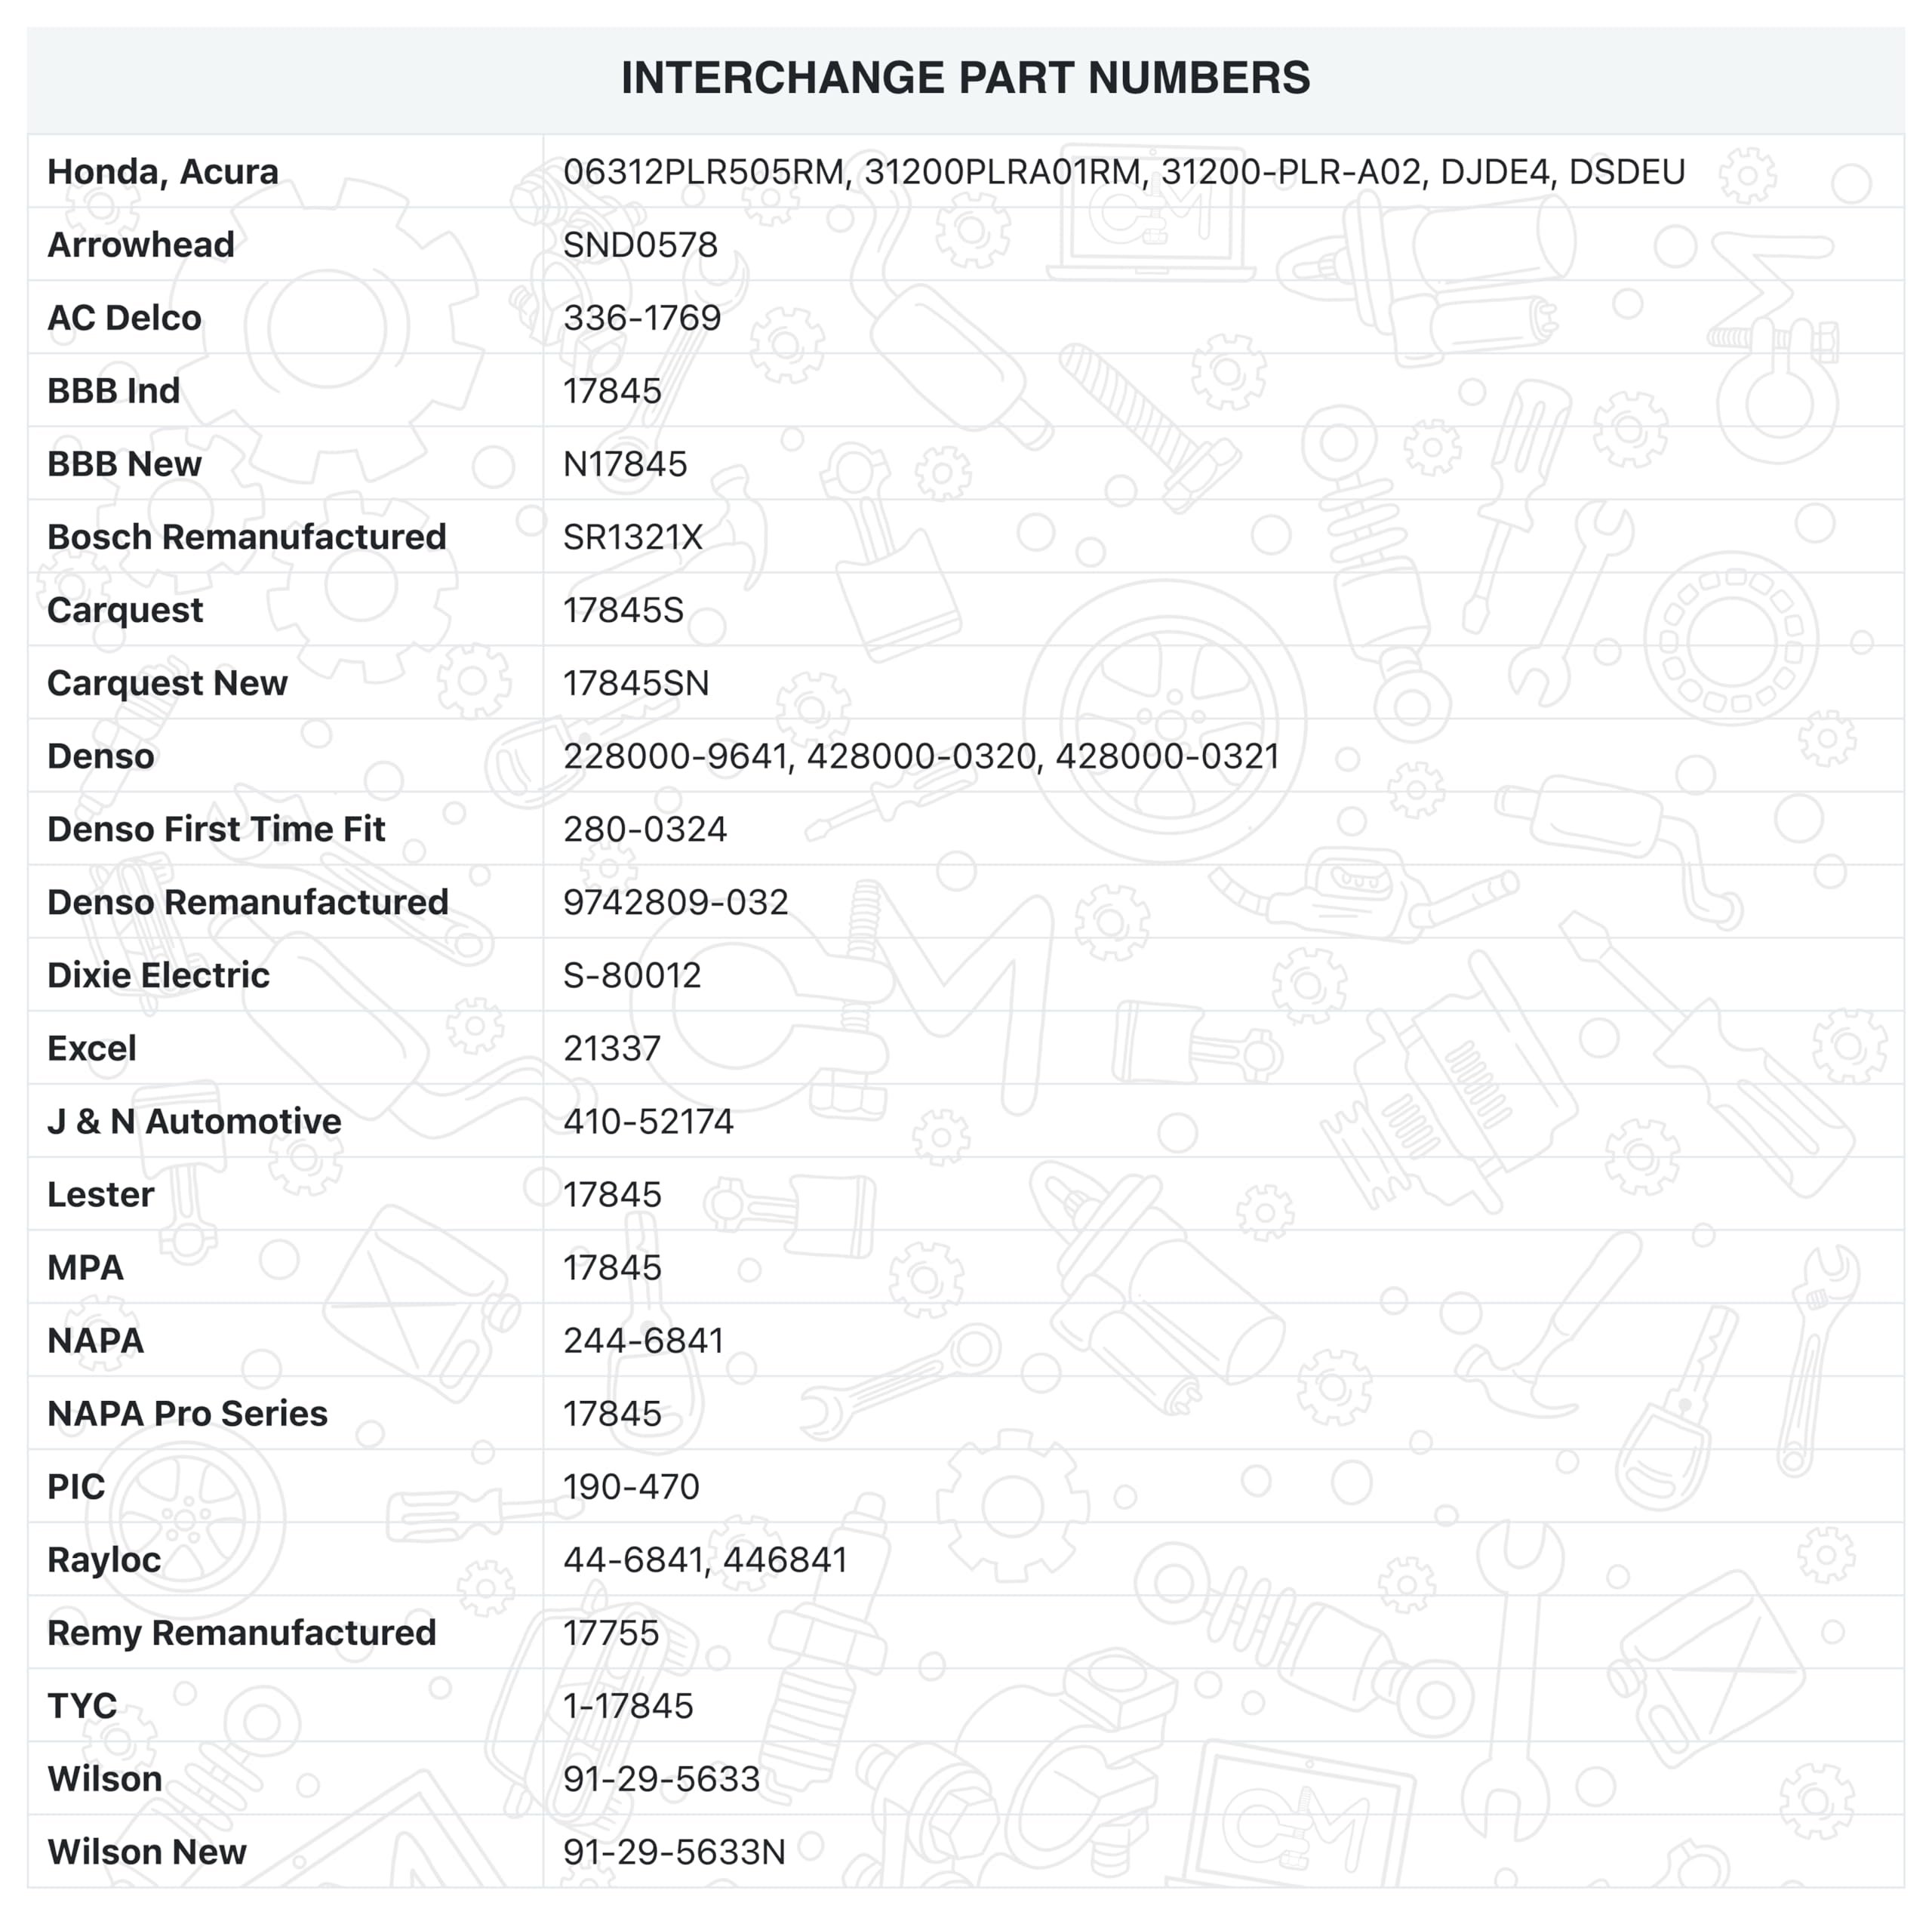 INTERCHANGE PART NUMBERS
Honda, Acura 06312PLR505RM, 31200PLRA01RM, 31200-PLR-A02, DJDE4, DSDEU
Arrowhead SND0578
AC Delco 336-1769
BBB Ind 17845
BBB New N17845
Bosch Remanufactured SR1321X
Carquest 17845S
Carquest New 17845SN
Denso 228000-9641, 428000-0320, 428000-0321
Denso First Time Fit 280-0324
Denso Remanufactured 9742809-032
Dixie Electric S-80012
Excel 21337
J & N Automotive 410-52174
Lester 17845
MPA 17845
NAPA 244-6841
NAPA Pro Series 17845
PIC 190-470
Rayloc 44-6841, 446841
Remy Remanufactured 17755
TYC 1-17845
Wilson 91-29-5633
Wilson New 91-29-5633N
CM
CM
CM